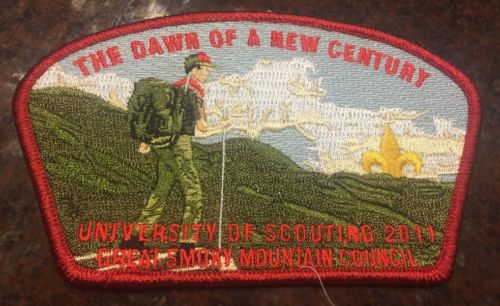 THE DAWN OF A NEW CENTURY
UNIVERSITY OF SCOUTING 2011
GREAT SMOKY MOUNTAIN COUNCIL